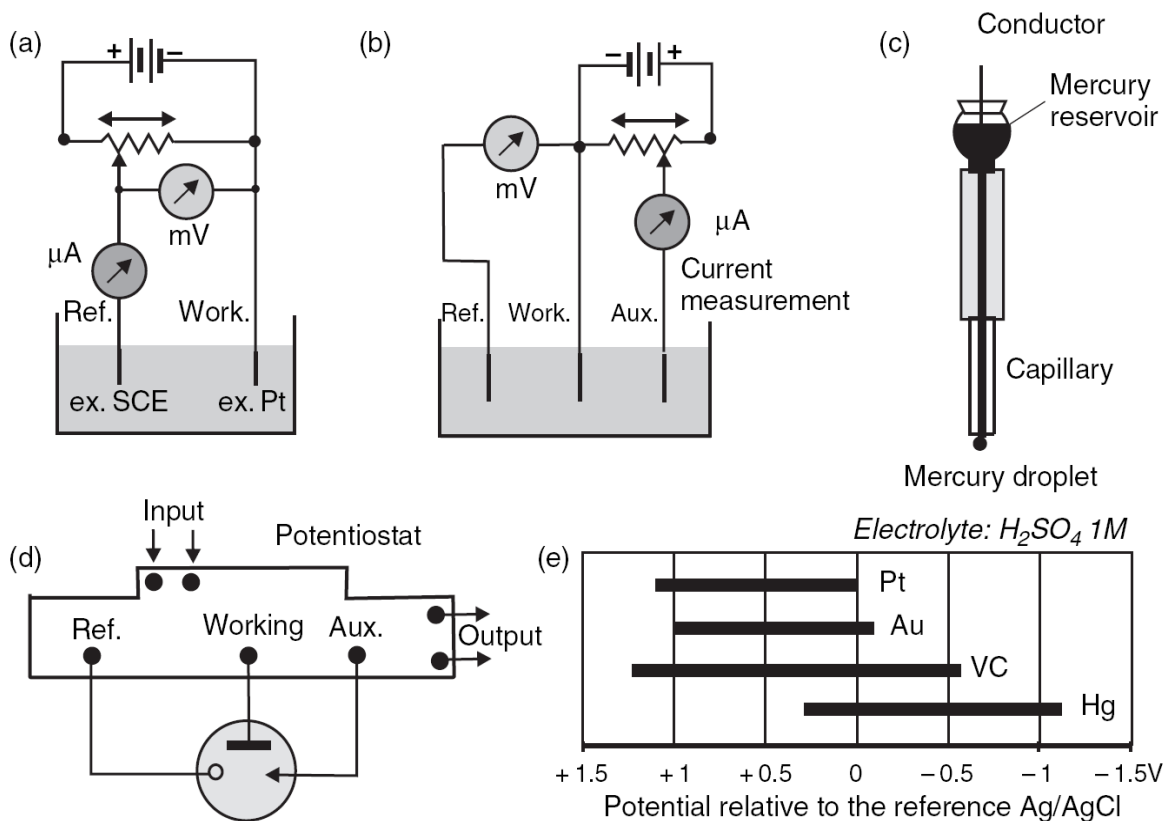 (a)
+ −
mV
μA
Ref. Work.
ex. SCE ex. Pt
(b)
− +
mV
μA
Current
measurement
Ref. Work. Aux.
(c)
Conductor
Mercury
reservoir
Capillary
Mercury droplet
(d)
Input
Potentiostat
Ref. Working Aux.
Output
(e)
Electrolyte: H₂SO₄ 1M
Pt
Au
VC
Hg
+ 1.5 + 1 + 0.5 0 − 0.5 − 1 − 1.5V
Potential relative to the reference Ag/AgCl